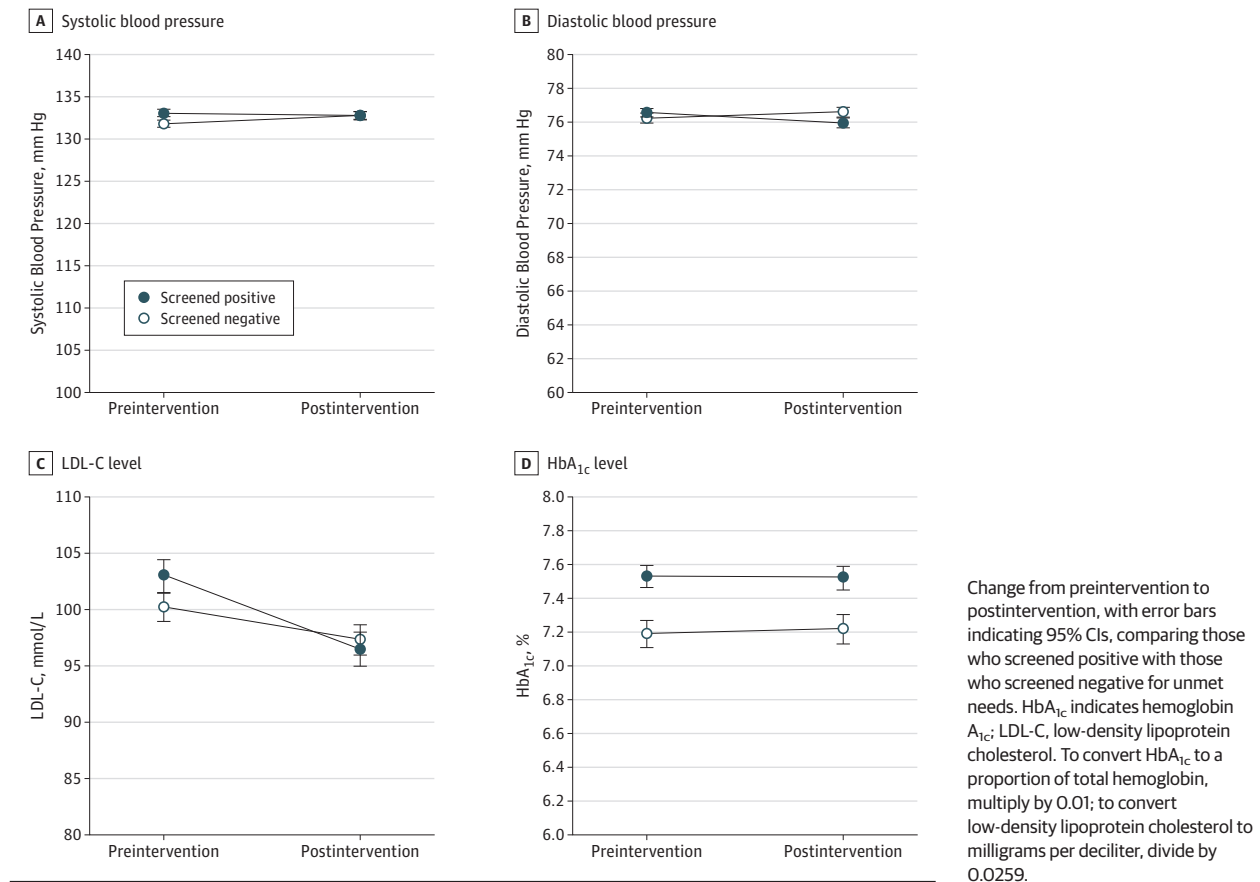 A Systolic blood pressure
140
135
130
125
120
115
110
105
100
Systolic Blood Pressure, mm Hg
Screened positive
Screened negative
Preintervention Postintervention
B Diastolic blood pressure
80
78
76
74
72
70
68
66
64
62
60
Diastolic Blood Pressure, mm Hg
Preintervention Postintervention
C LDL-C level
110
105
100
95
90
85
80
LDL-C, mmol/L
Preintervention Postintervention
D HbA1c level
8.0
7.8
7.6
7.4
7.2
7.0
6.8
6.6
6.4
6.2
6.0
HbA1c, %
Preintervention Postintervention
Change from preintervention to
postintervention, with error bars
indicating 95% CIs, comparing those
who screened positive with those
who screened negative for unmet
needs. HbA1c indicates hemoglobin
A1c; LDL-C, low-density lipoprotein
cholesterol. To convert HbA1c to a
proportion of total hemoglobin,
multiply by 0.01; to convert
low-density lipoprotein cholesterol to
milligrams per deciliter, divide by
0.0259.